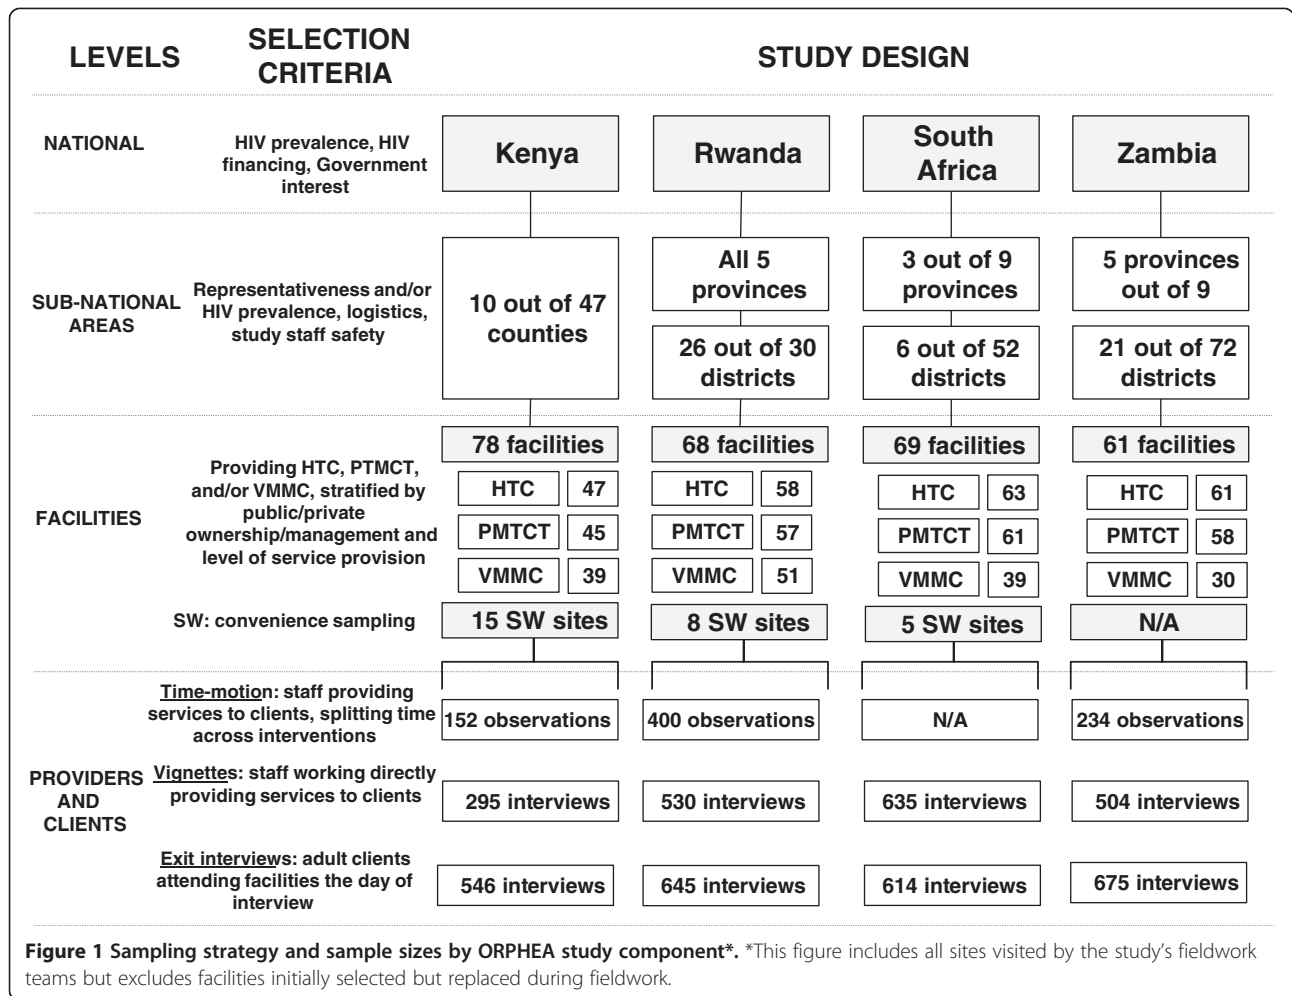 LEVELS
SELECTION
CRITERIA
STUDY DESIGN
NATIONAL
HIV prevalence, HIV
financing, Government
interest
Kenya
Rwanda
South
Africa
Zambia
SUB-NATIONAL
AREAS
Representativeness and/or
HIV prevalence, logistics,
study staff safety
10 out of 47
counties
All 5
provinces
26 out of 30
districts
3 out of 9
provinces
6 out of 52
districts
5 provinces
out of 9
21 out of 72
districts
FACILITIES
Providing HTC, PTMCT,
and/or VMMC, stratified by
public/private
ownership/management and
level of service provision
78 facilities
HTC 47
PMTCT 45
VMMC 39
68 facilities
HTC 58
PMTCT 57
VMMC 51
69 facilities
HTC 63
PMTCT 61
VMMC 39
61 facilities
HTC 61
PMTCT 58
VMMC 30
SW: convenience sampling
15 SW sites
8 SW sites
5 SW sites
N/A
PROVIDERS
AND
CLIENTS
Time-motion: staff providing
services to clients, splitting time
across interventions
152 observations
400 observations
N/A
234 observations
Vignettes: staff working directly
providing services to clients
295 interviews
530 interviews
635 interviews
504 interviews
Exit interviews: adult clients
attending facilities the day of
interview
546 interviews
645 interviews
614 interviews
675 interviews
Figure 1 Sampling strategy and sample sizes by ORPHEA study component*. *This figure includes all sites visited by the study's fieldwork
teams but excludes facilities initially selected but replaced during fieldwork.